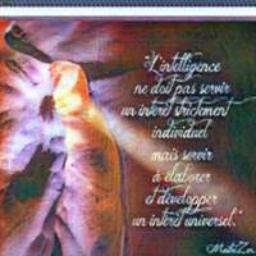 "L'intelligence
ne doit pas servir
un intérêt strictement
individuel
mais servir
à élaborer
et développer
un intérêt universel."